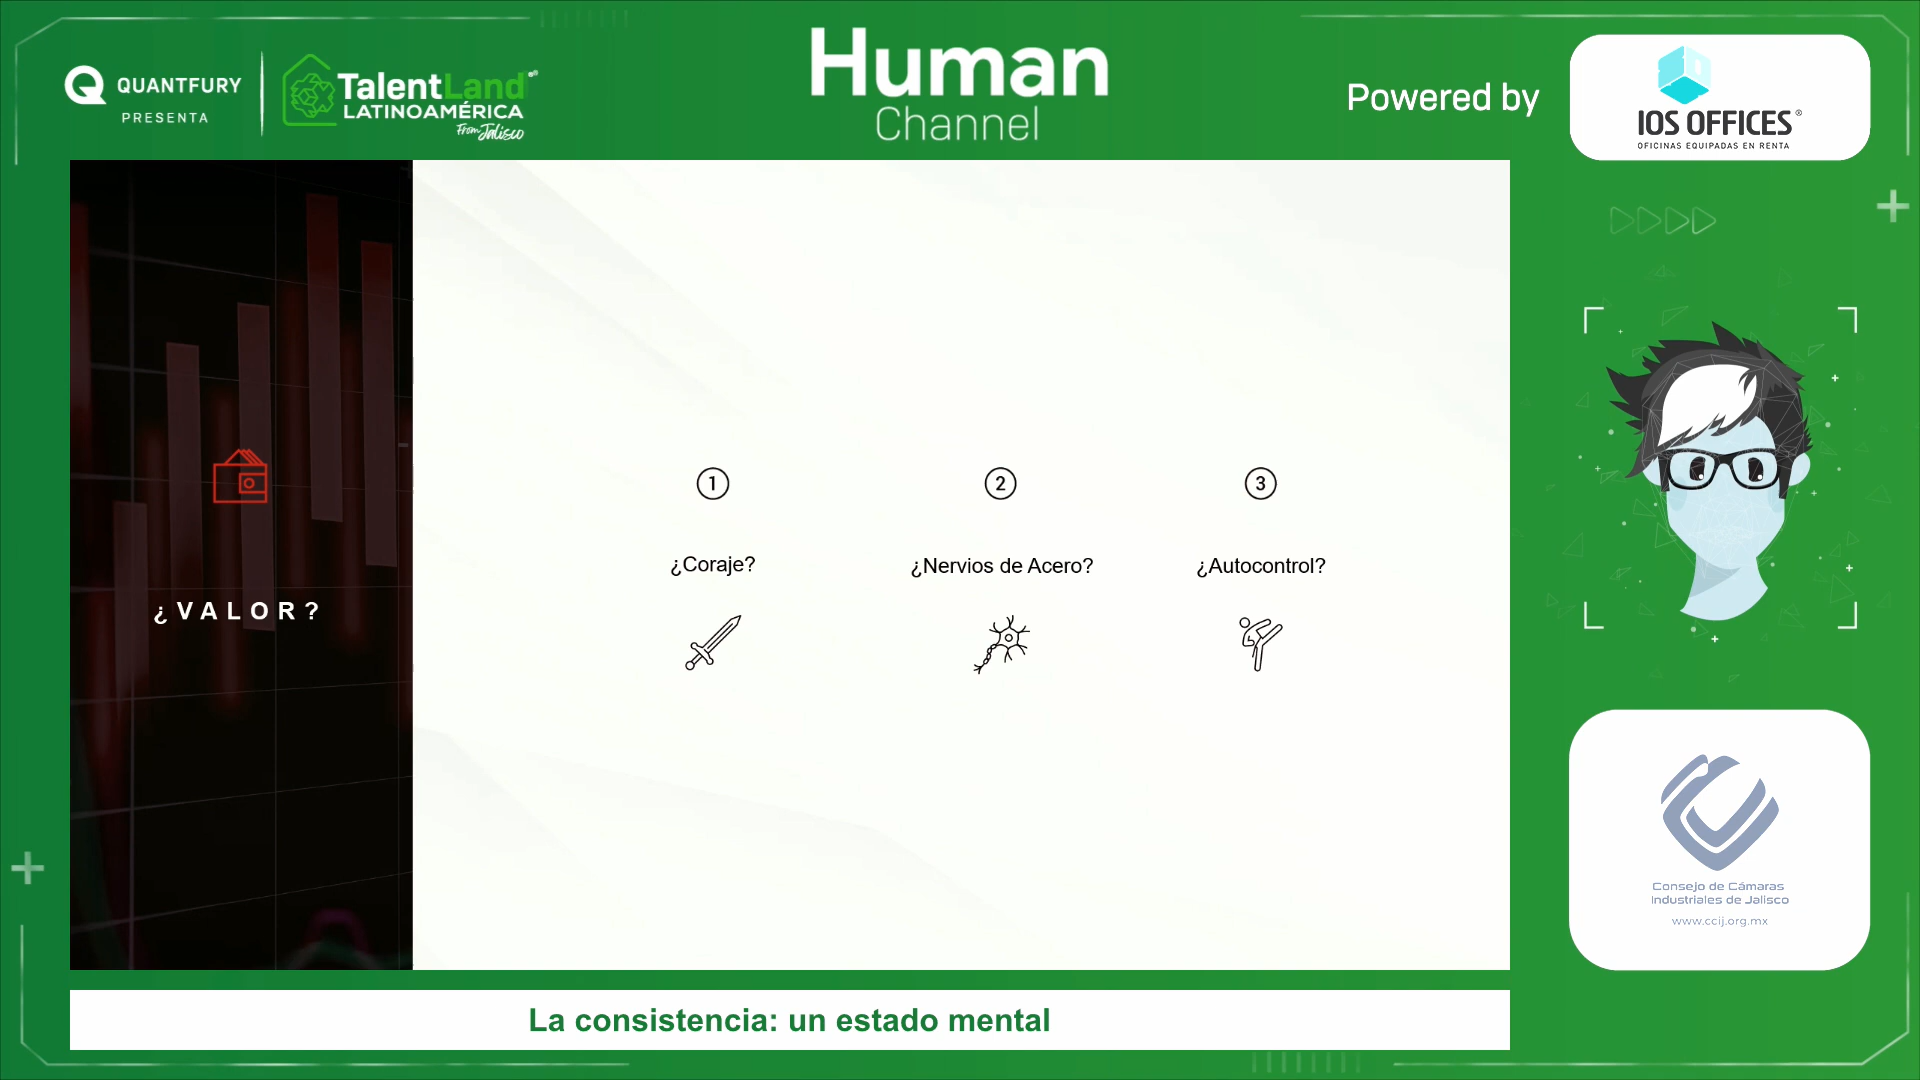 QUANTFURY
PRESENTA
TalentLand
LATINOAMÉRICA
From Jalisco
Human
Channel
Powered by
IOS OFFICES®
OFICINAS EQUIPADAS EN RENTA
¿VALOR?
1
2
3
¿Coraje?
¿Nervios de Acero?
¿Autocontrol?
Consejo de Cámaras
Industriales de Jalisco
www.ccij.org.mx
La consistencia: un estado mental